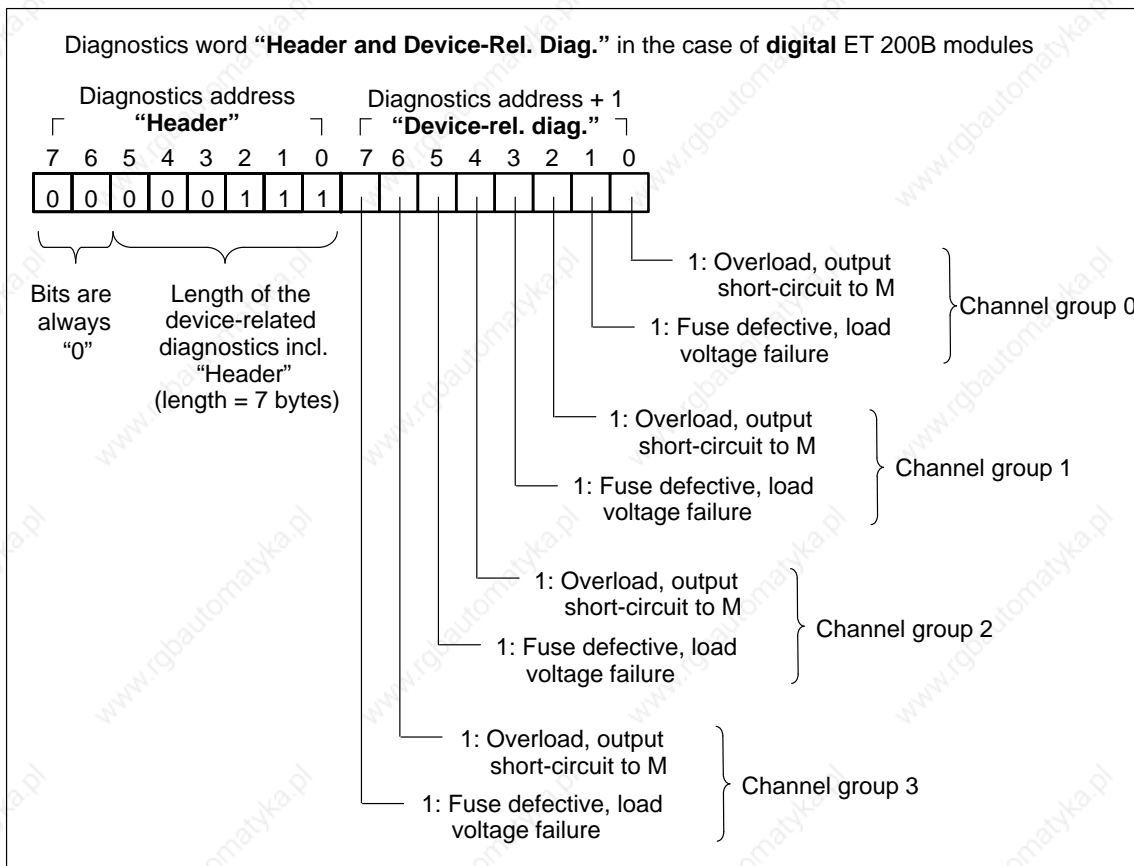 Diagnostics word “Header and Device-Rel. Diag.” in the case of digital ET 200B modules
Diagnostics address
“Header”
Diagnostics address + 1
“Device-rel. diag.”
7 6 5 4 3 2 1 0 7 6 5 4 3 2 1 0
0 0 0 0 0 1 1 1
Bits are
always
“0”
Length of the
device-related
diagnostics incl.
“Header”
(length = 7 bytes)
1: Overload, output
short-circuit to M
1: Fuse defective, load
voltage failure
Channel group 0
1: Overload, output
short-circuit to M
1: Fuse defective, load
voltage failure
Channel group 1
1: Overload, output
short-circuit to M
1: Fuse defective, load
voltage failure
Channel group 2
1: Overload, output
short-circuit to M
1: Fuse defective, load
voltage failure
Channel group 3
www.rgbautomatyka.pl